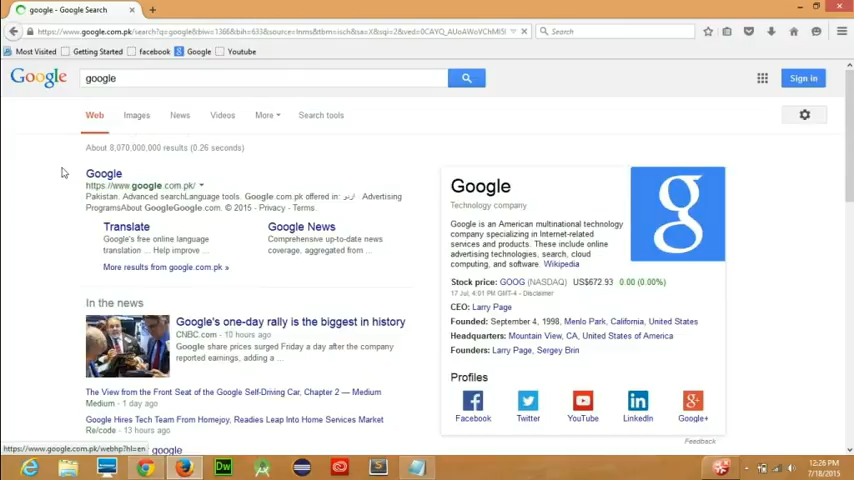 google - Google Search
https://www.google.com.pk/search?q=google&biw=1366&bih=633&source=lnms&tbm=isch&sa=X&sqi=2&ved=0CAYQ_AUoAWoVChMI5
Search
Most Visited Getting Started facebook Google Youtube
Google google Sign in
Web Images News Videos More Search tools
About 8,070,000,000 results (0.26 seconds)
Google
https://www.google.com.pk/
Pakistan. Advanced searchLanguage tools. Google.com.pk offered in: اردو Advertising
ProgramsAbout GoogleGoogle.com. © 2015 - Privacy - Terms.
Translate
Google's free online language
translation ... Help improve ...
Google News
Comprehensive up-to-date news
coverage, aggregated from ...
More results from google.com.pk »
In the news
Google's one-day rally is the biggest in history
CNBC.com - 10 hours ago
Google share prices surged Friday a day after the company
reported earnings, adding a ...
The View from the Front Seat of the Google Self-Driving Car, Chapter 2 — Medium
Medium - 1 day ago
Google Hires Tech Team From Homejoy, Readies Leap Into Home Services Market
Re/code - 13 hours ago
google
https://www.google.com.pk/webhp?hl=en
Google
Technology company
g
Google is an American multinational technology
company specializing in Internet-related
services and products. These include online
advertising technologies, search, cloud
computing, and software. Wikipedia
Stock price: GOOG (NASDAQ) US$672.93 0.00 (0.00%)
17 Jul, 4:01 PM GMT-4 - Disclaimer
CEO: Larry Page
Founded: September 4, 1998, Menlo Park, California, United States
Headquarters: Mountain View, CA, United States of America
Founders: Larry Page, Sergey Brin
Profiles
Facebook Twitter YouTube LinkedIn Google+
Feedback
Dw
12:26 PM
7/18/2015